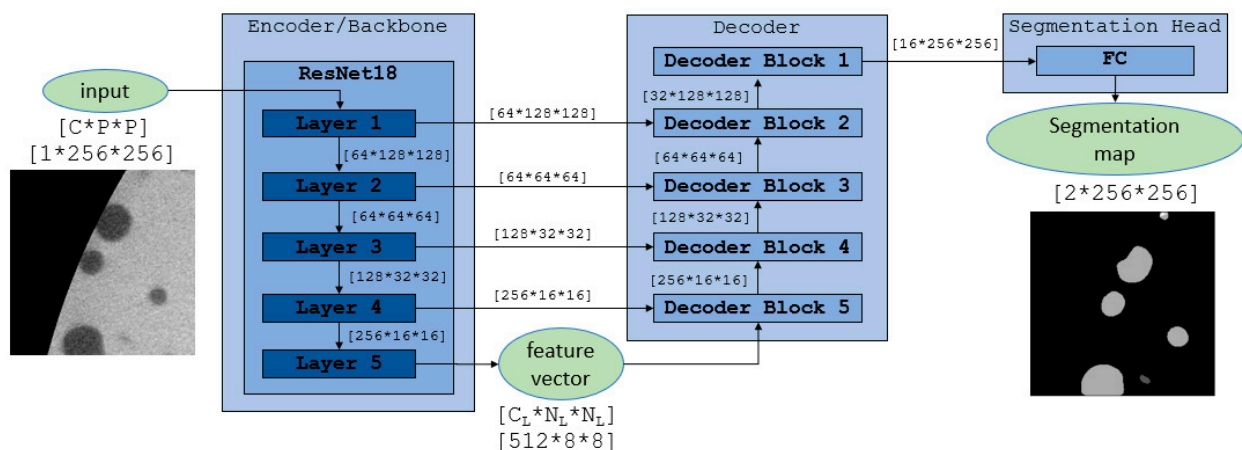 Encoder/Backbone
ResNet18
input
[C*P*P]
[1*256*256]
Layer 1
[64*128*128]
Layer 2
[64*64*64]
Layer 3
[128*32*32]
Layer 4
[256*16*16]
Layer 5
[64*128*128]
[64*64*64]
[128*32*32]
[256*16*16]
feature
vector
[C_L*N_L*N_L]
[512*8*8]
Decoder
Decoder Block 1
[32*128*128]
Decoder Block 2
[64*64*64]
Decoder Block 3
[128*32*32]
Decoder Block 4
[256*16*16]
Decoder Block 5
[16*256*256]
Segmentation Head
FC
Segmentation
map
[2*256*256]